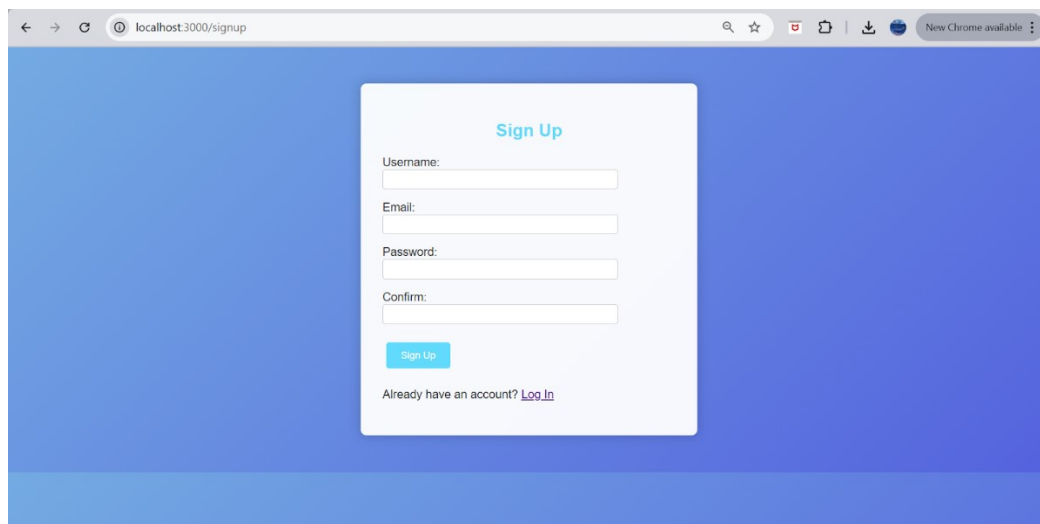 localhost:3000/signup
New Chrome available
Sign Up
Username:
Email:
Password:
Confirm:
Sign Up
Already have an account? Log In